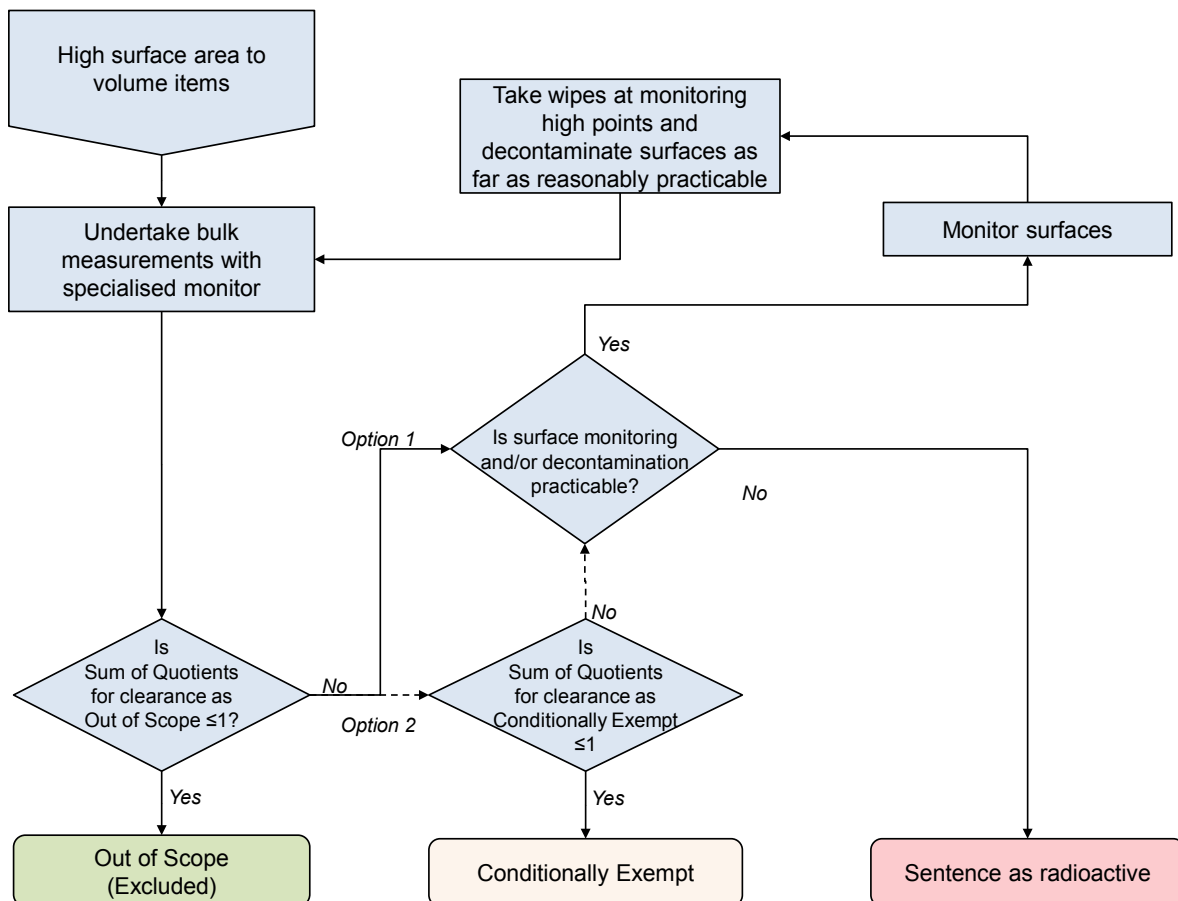 High surface area to
volume items
Take wipes at monitoring
high points and
decontaminate surfaces as
far as reasonably practicable
Undertake bulk
measurements with
specialised monitor
Monitor surfaces
Yes
Option 1
Is surface monitoring
and/or decontamination
practicable?
No
No
Is
Sum of Quotients
for clearance as
Out of Scope ≤1?
No
Option 2
Is
Sum of Quotients
for clearance as
Conditionally Exempt
≤1
Yes
Yes
Out of Scope
(Excluded)
Conditionally Exempt
Sentence as radioactive